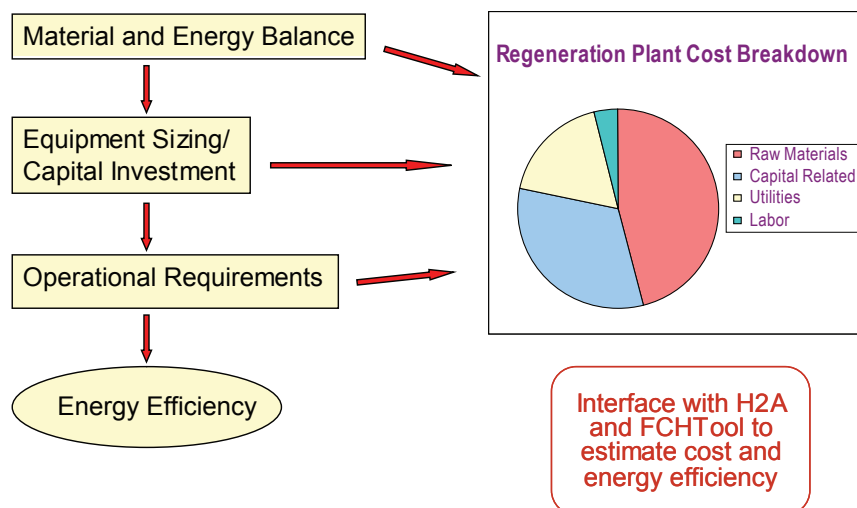 Material and Energy Balance
Equipment Sizing/
Capital Investment
Operational Requirements
Energy Efficiency
Regeneration Plant Cost Breakdown
Raw Materials
Capital Related
Utilities
Labor
Interface with H2A
and FCHTool to
estimate cost and
energy efficiency